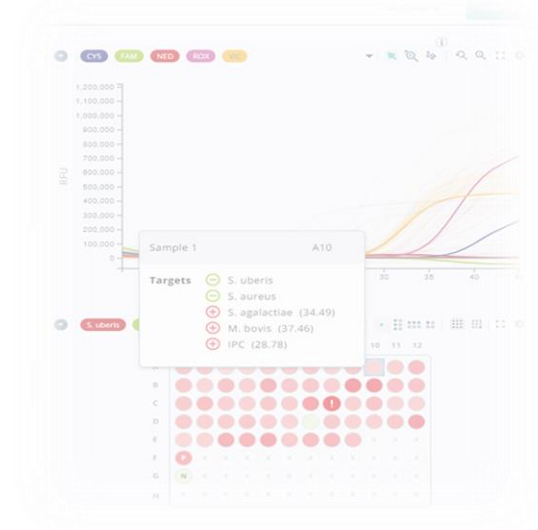 CY5 FAM NED ROX VIC
1,200,000
1,100,000
1,000,000
900,000
800,000
700,000
600,000
500,000
400,000
300,000
200,000
100,000
0
RFU
30 35 40
Sample 1 A10
Targets
S. uberis
S. aureus
S. agalactiae (34.49)
M. bovis (37.46)
IPC (28.78)
S. uberis
10 11 12
B
C
D
E
F P
G N
H